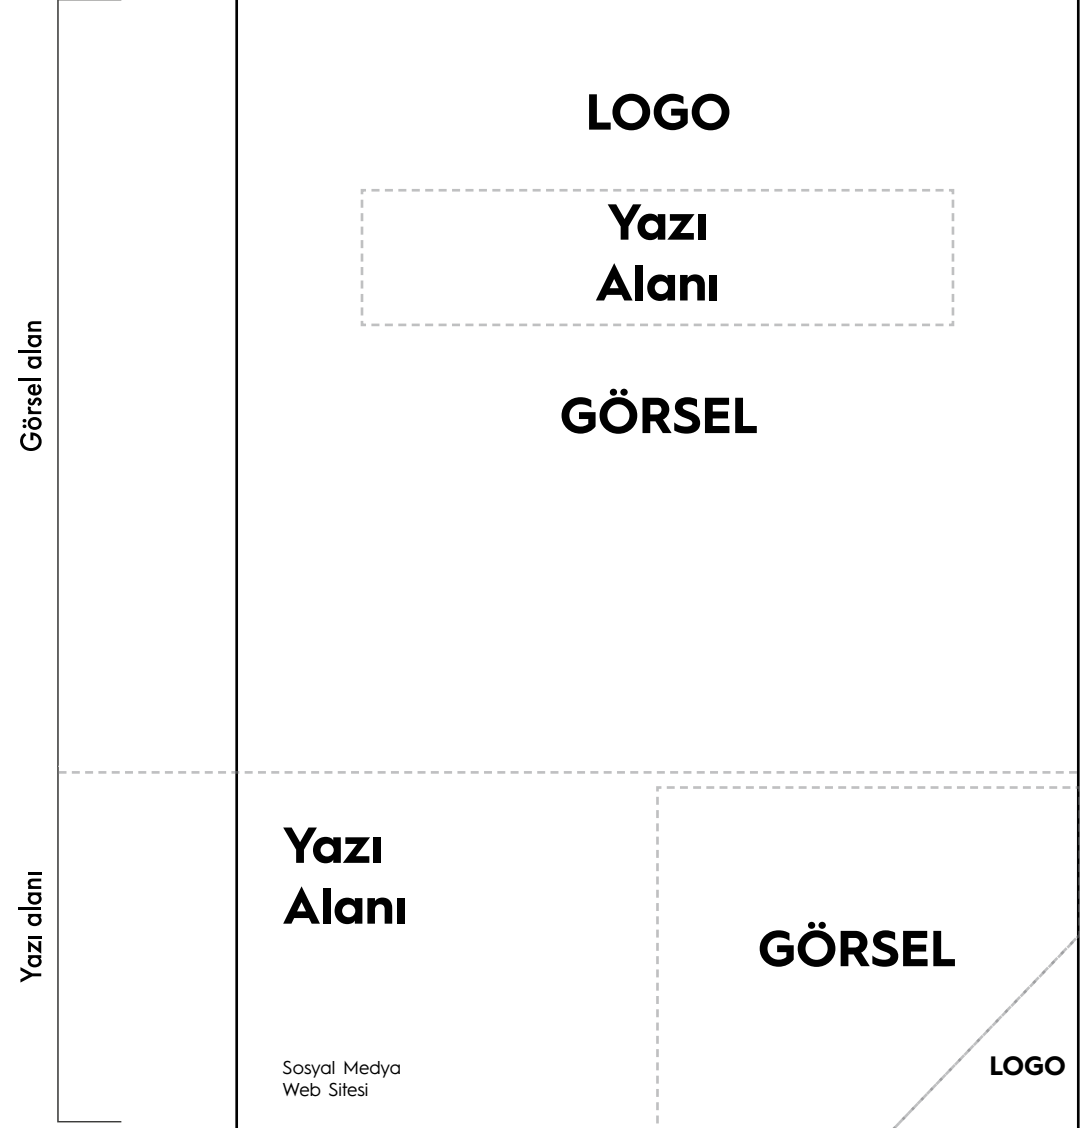 LOGO
Yazı
Alanı
GÖRSEL
Görsel alan
Yazı
Alanı
GÖRSEL
Yazı alanı
Sosyal Medya
Web Sitesi
LOGO